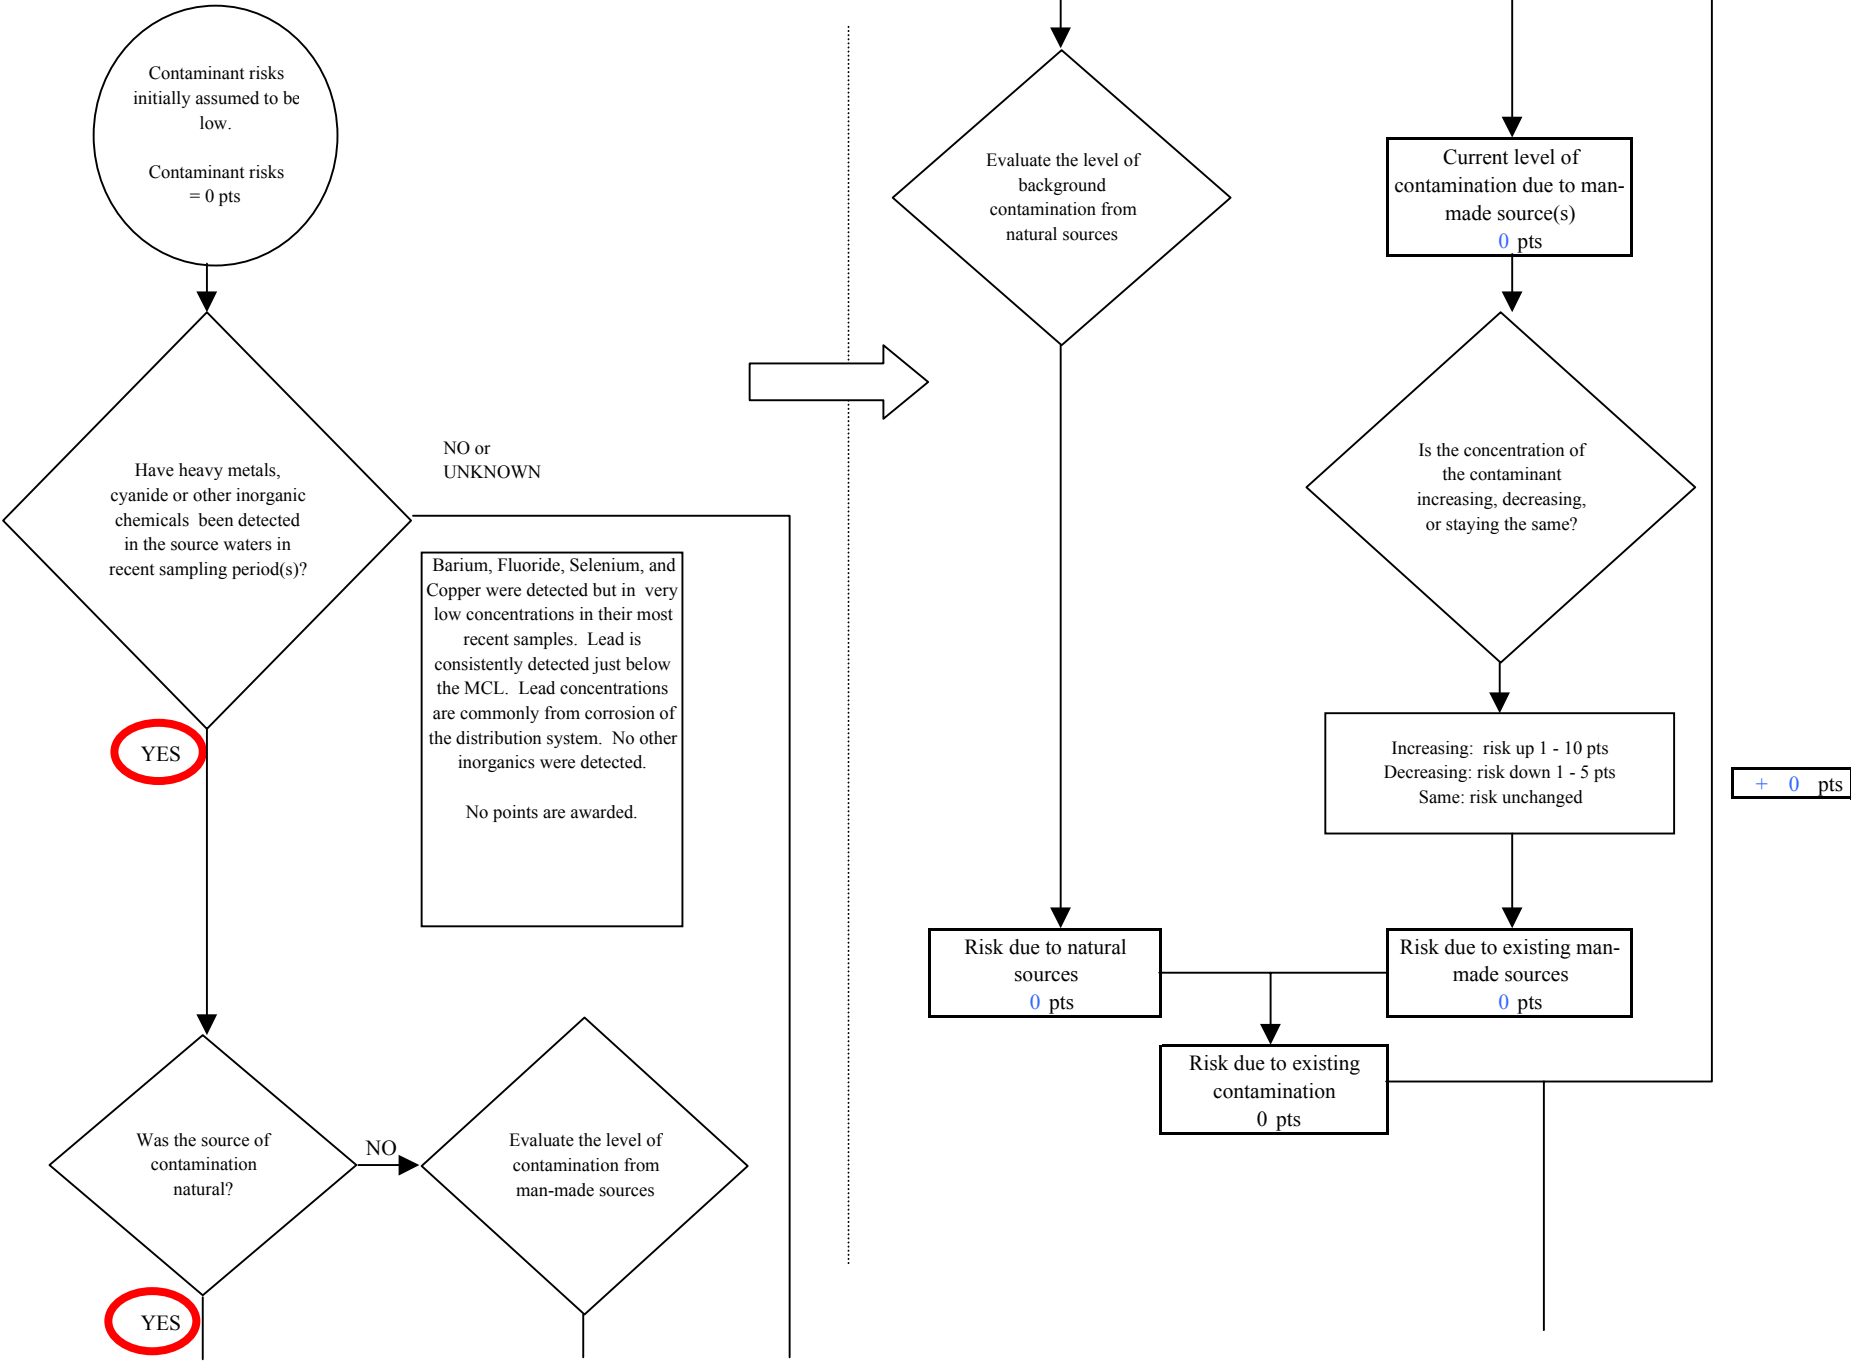 Contaminant risks
initially assumed to be
low.
Contaminant risks
= 0 pts
Have heavy metals,
cyanide or other inorganic
chemicals been detected
in the source waters in
recent sampling period(s)?
NO or
UNKNOWN
Barium, Fluoride, Selenium, and
Copper were detected but in very
low concentrations in their most
recent samples. Lead is
consistently detected just below
the MCL. Lead concentrations
are commonly from corrosion of
the distribution system. No other
inorganics were detected.
No points are awarded.
YES
Was the source of
contamination
natural?
NO
Evaluate the level of
contamination from
man-made sources
YES
Evaluate the level of
background
contamination from
natural sources
Current level of
contamination due to man-
made source(s)
0 pts
Is the concentration of
the contaminant
increasing, decreasing,
or staying the same?
Increasing: risk up 1 - 10 pts
Decreasing: risk down 1 - 5 pts
Same: risk unchanged
+ 0 pts
Risk due to natural
sources
0 pts
Risk due to existing man-
made sources
0 pts
Risk due to existing
contamination
0 pts